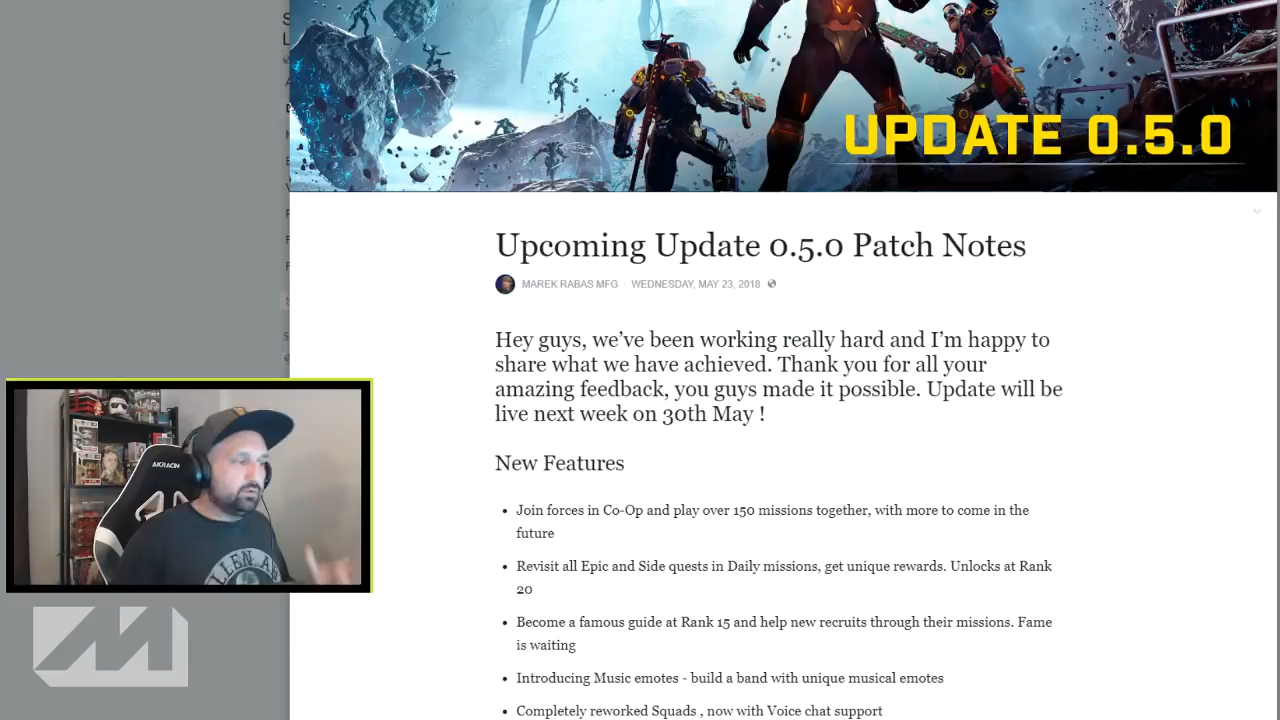 UPDATE 0.5.0
Upcoming Update 0.5.0 Patch Notes
MAREK RABAS MFG · WEDNESDAY, MAY 23, 2018
Hey guys, we’ve been working really hard and I’m happy to
share what we have achieved. Thank you for all your
amazing feedback, you guys made it possible. Update will be
live next week on 30th May !
New Features
• Join forces in Co-Op and play over 150 missions together, with more to come in the
future
• Revisit all Epic and Side quests in Daily missions, get unique rewards. Unlocks at Rank
20
• Become a famous guide at Rank 15 and help new recruits through their missions. Fame
is waiting
• Introducing Music emotes - build a band with unique musical emotes
• Completely reworked Squads , now with Voice chat support
AKRACING